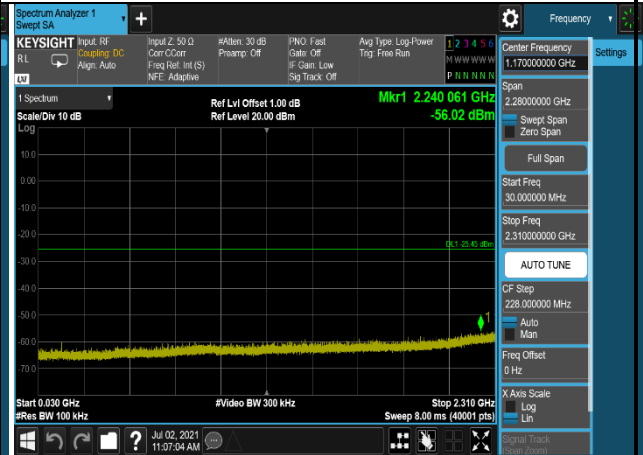 Spectrum Analyzer 1
Swept SA
Frequency
KEYSIGHT
Input: RF
Coupling: DC
Align: Auto
Input Z: 50 Ω
Corr CCorr
Freq Ref: Int (S)
NFE: Adaptive
#Atten: 30 dB
Preamp: Off
PNO: Fast
Gate: Off
IF Gain: Low
Sig Track: Off
Avg Type: Log-Power
Trig: Free Run
1 2 3 4 5 6
M W W W W W
P N N N N N
RL
LXI
Center Frequency
1.170000000 GHz
Settings
Span
2.28000000 GHz
Swept Span
Zero Span
Full Span
Start Freq
30.000000 MHz
Stop Freq
2.310000000 GHz
AUTO TUNE
CF Step
228.000000 MHz
Auto
Man
Freq Offset
0 Hz
X Axis Scale
Log
Lin
Signal Track
(Span Zoom)
1 Spectrum
Scale/Div 10 dB
Log
Ref Lvl Offset 1.00 dB
Ref Level 20.00 dBm
Mkr1 2.240 061 GHz
-56.02 dBm
10.0
0.00
-10.0
-20.0
-30.0
-40.0
-50.0
-60.0
-70.0
DL1 -25.45 dBm
1
Start 0.030 GHz
#Res BW 100 kHz
#Video BW 300 kHz
Stop 2.310 GHz
Sweep 8.00 ms (40001 pts)
Jul 02, 2021
11:07:04 AM